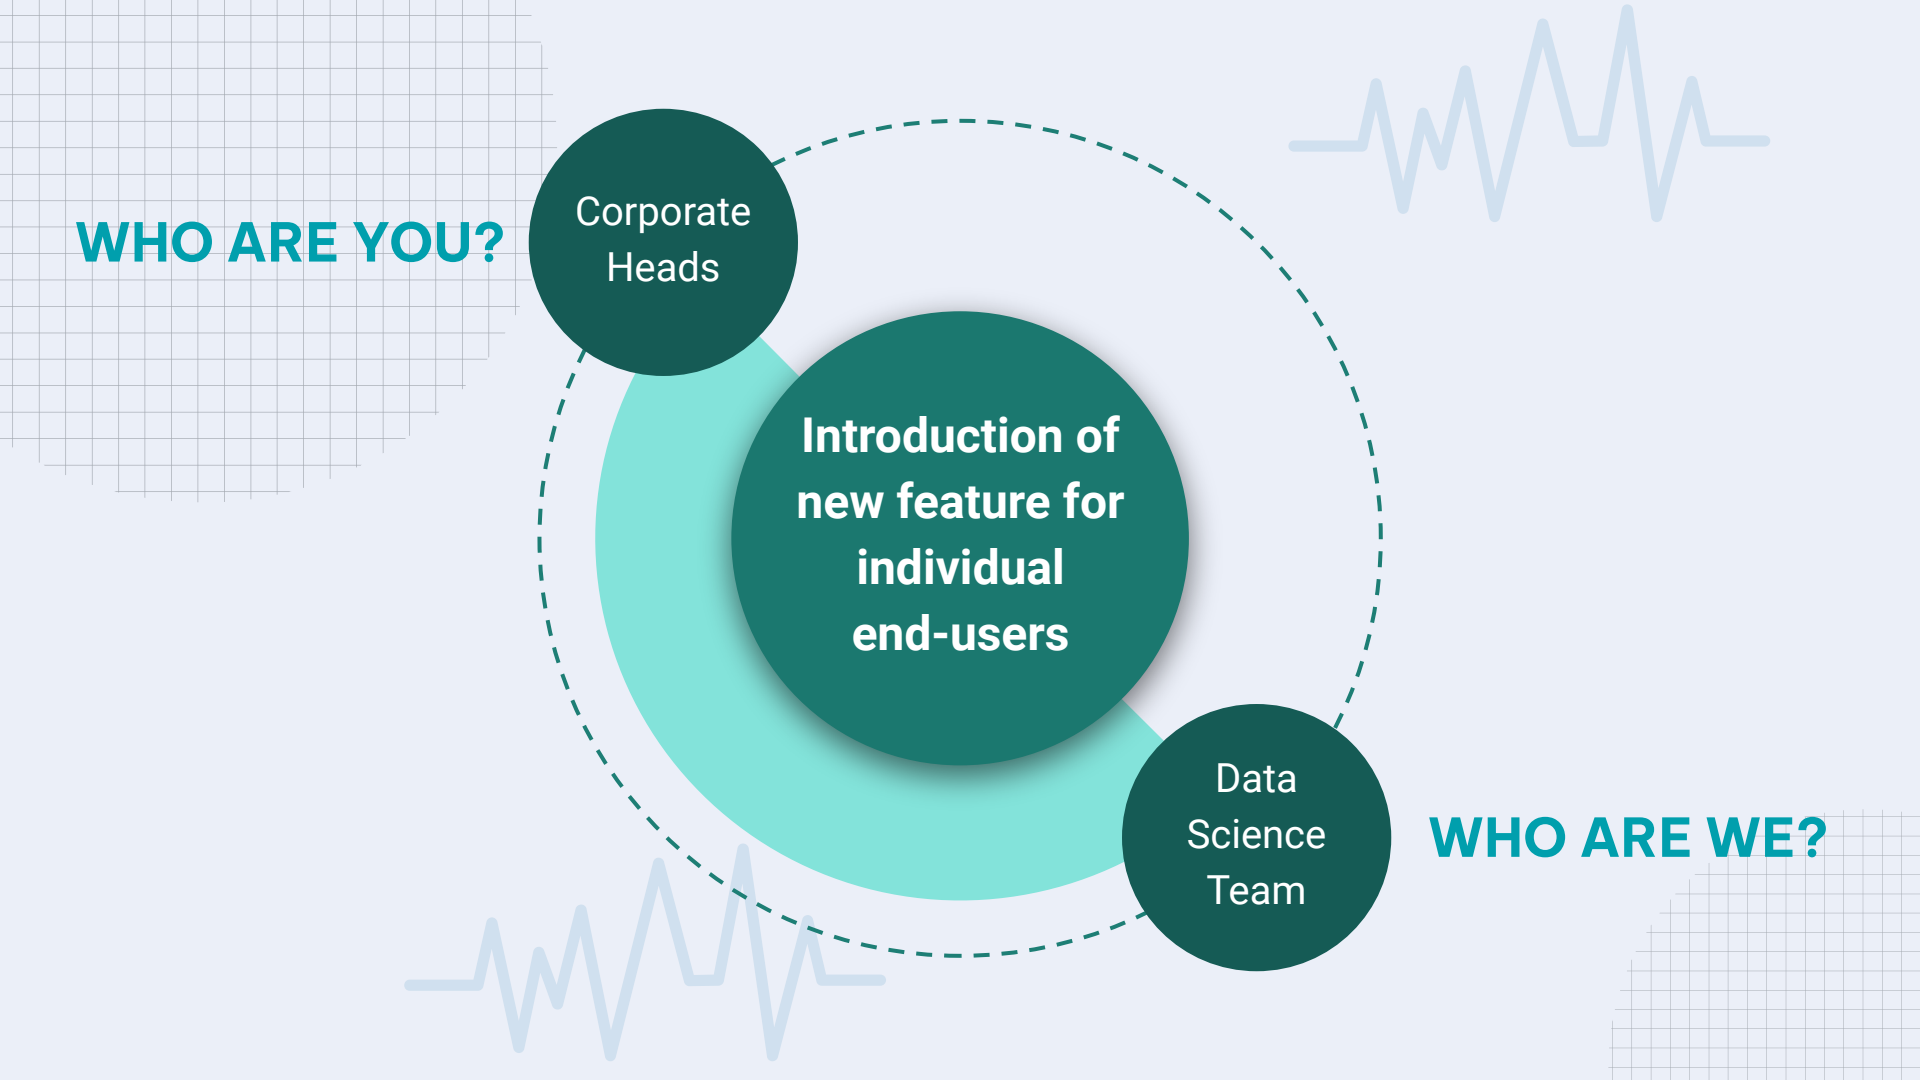 WHO ARE YOU?
Corporate
Heads
Introduction of
new feature for
individual
end-users
Data
Science
Team
WHO ARE WE?